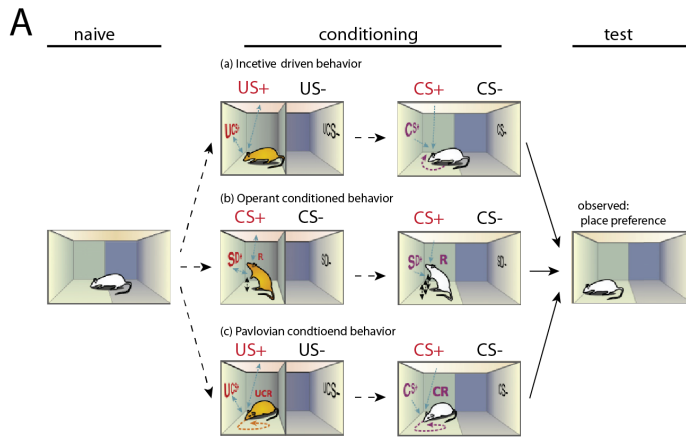 A
naive
conditioning
test
(a) Incetive driven behavior
US+ US- CS+ CS-
UCS+ UCS- CS+ CS-
(b) Operant conditioned behavior
CS+ CS- CS+ CS-
SD+ R SD- SD+ R SD-
observed:
place preference
(c) Pavlovian condtioend behavior
US+ US- CS+ CS-
UCS+ UCR UCS- CS+ CR CS-